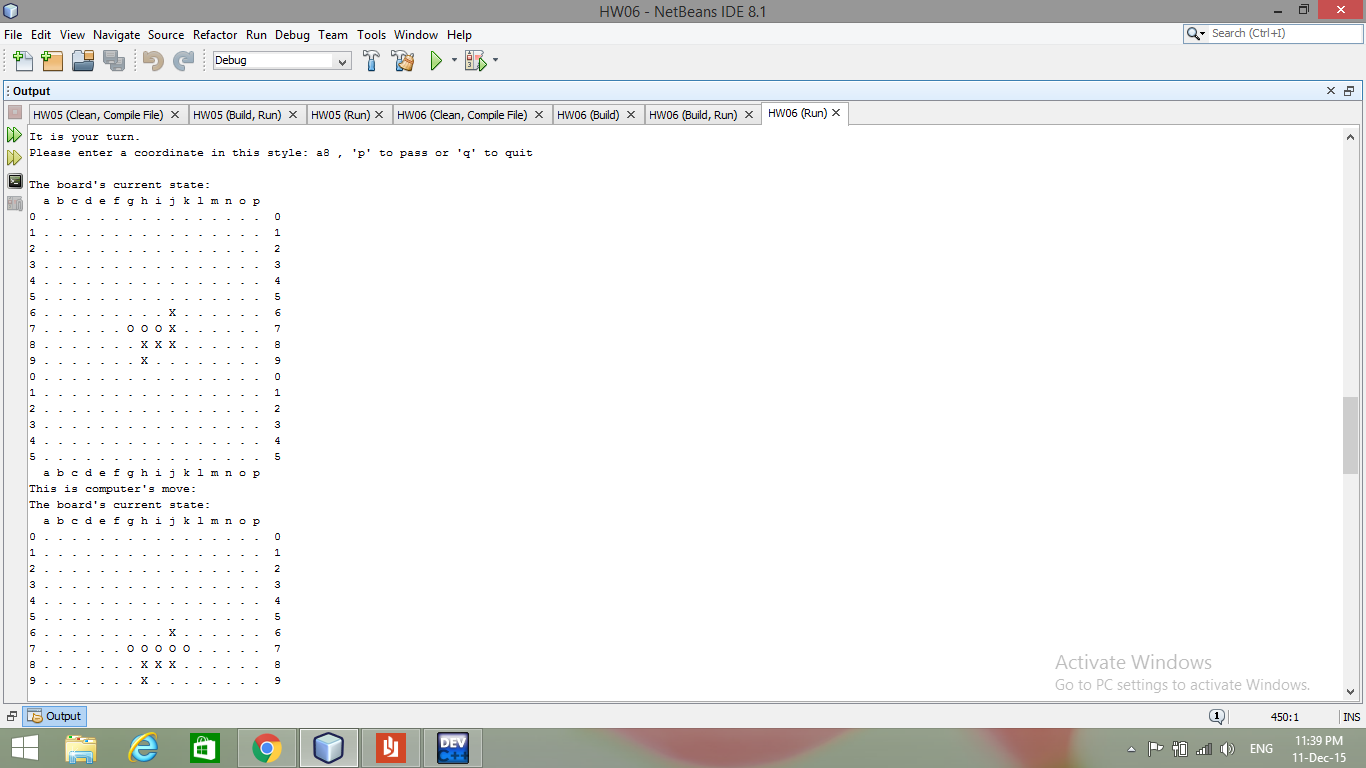 HW06 - NetBeans IDE 8.1
File Edit View Navigate Source Refactor Run Debug Team Tools Window Help
Search (Ctrl+I)
Debug
Output
HW05 (Clean, Compile File) HW05 (Build, Run) HW05 (Run) HW06 (Clean, Compile File) HW06 (Build) HW06 (Build, Run) HW06 (Run)
It is your turn.
Please enter a coordinate in this style: a8 , 'p' to pass or 'q' to quit
The board's current state:
a b c d e f g h i j k l m n o p
0 . . . . . . . . . . . . . . . . 0
1 . . . . . . . . . . . . . . . . 1
2 . . . . . . . . . . . . . . . . 2
3 . . . . . . . . . . . . . . . . 3
4 . . . . . . . . . . . . . . . . 4
5 . . . . . . . . . . . . . . . . 5
6 . . . . . . . . . X . . . . . . 6
7 . . . . . . O O O X . . . . . . 7
8 . . . . . . . X X X . . . . . . 8
9 . . . . . . . X . . . . . . . . 9
0 . . . . . . . . . . . . . . . . 0
1 . . . . . . . . . . . . . . . . 1
2 . . . . . . . . . . . . . . . . 2
3 . . . . . . . . . . . . . . . . 3
4 . . . . . . . . . . . . . . . . 4
5 . . . . . . . . . . . . . . . . 5
a b c d e f g h i j k l m n o p
This is computer's move:
The board's current state:
a b c d e f g h i j k l m n o p
0 . . . . . . . . . . . . . . . . 0
1 . . . . . . . . . . . . . . . . 1
2 . . . . . . . . . . . . . . . . 2
3 . . . . . . . . . . . . . . . . 3
4 . . . . . . . . . . . . . . . . 4
5 . . . . . . . . . . . . . . . . 5
6 . . . . . . . . . X . . . . . . 6
7 . . . . . . O O O O O . . . . . 7
8 . . . . . . . X X X . . . . . . 8
9 . . . . . . . X . . . . . . . . 9
Activate Windows
Go to PC settings to activate Windows.
Output
1
450:1 INS
DEV C++
ENG
11:39 PM
11-Dec-15